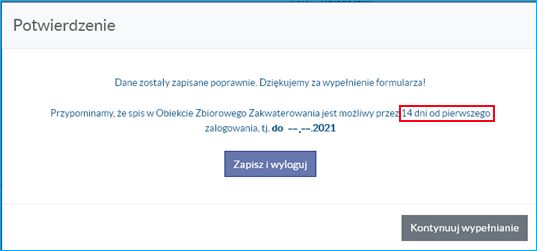 Potwierdzenie
Dane zostały zapisane poprawnie. Dziękujemy za wypełnienie formularza!
Przypominamy, że spis w Obiekcie Zbiorowego Zakwaterowania jest możliwy przez 14 dni od pierwszego
zalogowania, tj. do --.--.2021
Zapisz i wyloguj
Kontynuuj wypełnianie